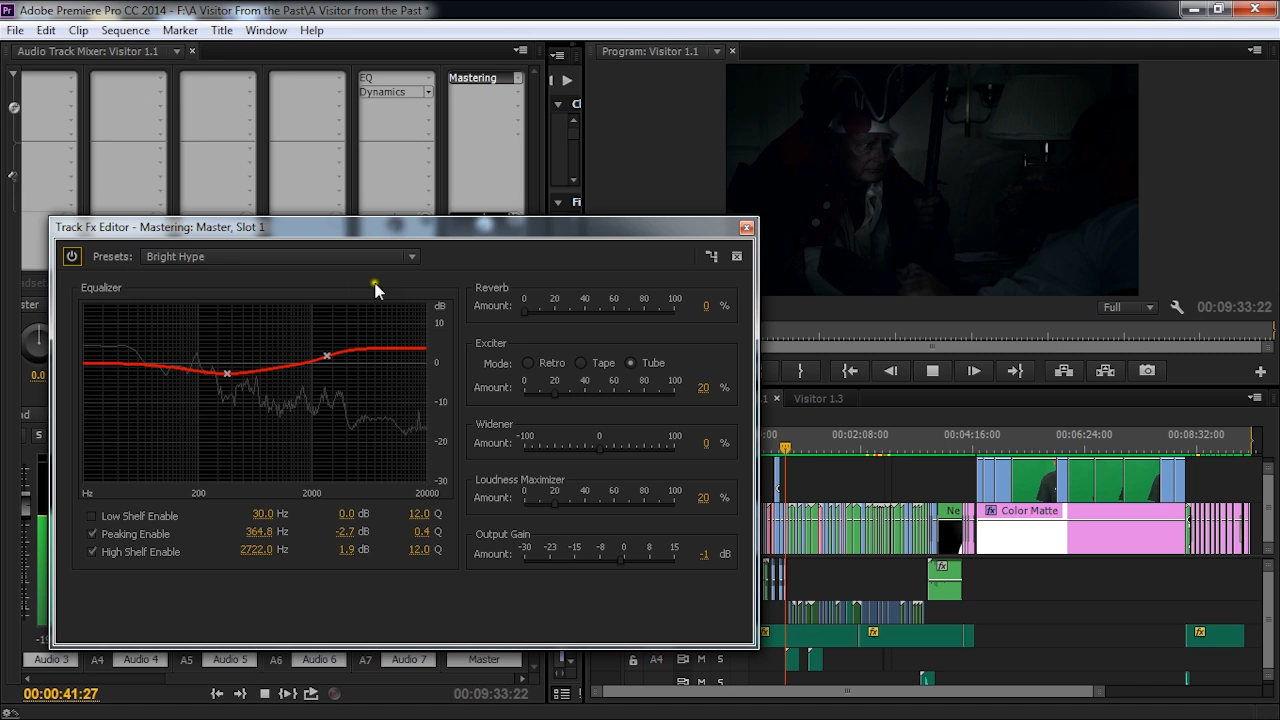 Adobe Premiere Pro CC 2014 - F:\A Visitor From the Past\A Visitor from the Past *
File Edit Clip Sequence Marker Title Window Help
Audio Track Mixer: Visitor 1.1
Program: Visitor 1.1
EQ
Dynamics
Mastering
Track Fx Editor - Mastering: Master, Slot 1
Presets: Bright Hype
Equalizer
dB
10
0
-10
-20
-30
Hz 200 2000 20000
Low Shelf Enable 30.0 Hz 0.0 dB 12.0 Q
Peaking Enable 364.8 Hz -2.7 dB 0.4 Q
High Shelf Enable 2722.0 Hz 1.9 dB 12.0 Q
Reverb
0 20 40 60 80 100
Amount: 0 %
Exciter
Mode: Retro Tape Tube
0 20 40 60 80 100
Amount: 20 %
Widener
-100 0 100
Amount: 0 %
Loudness Maximizer
0 20 40 60 80 100
Amount: 20 %
Output Gain
-30 -23 -15 -8 0 8 15
Amount: -1 dB
0.0
S
Full
00:09:33:22
Visitor 1.3
00:02:08:00 00:04:16:00 00:06:24:00 00:08:32:00
Ne
fx Color Matte
fx
fx
fx
A4 M S
M S
Audio 3 A4 Audio 4 A5 Audio 5 A6 Audio 6 A7 Audio 7 Master
00:00:41:27
00:09:33:22